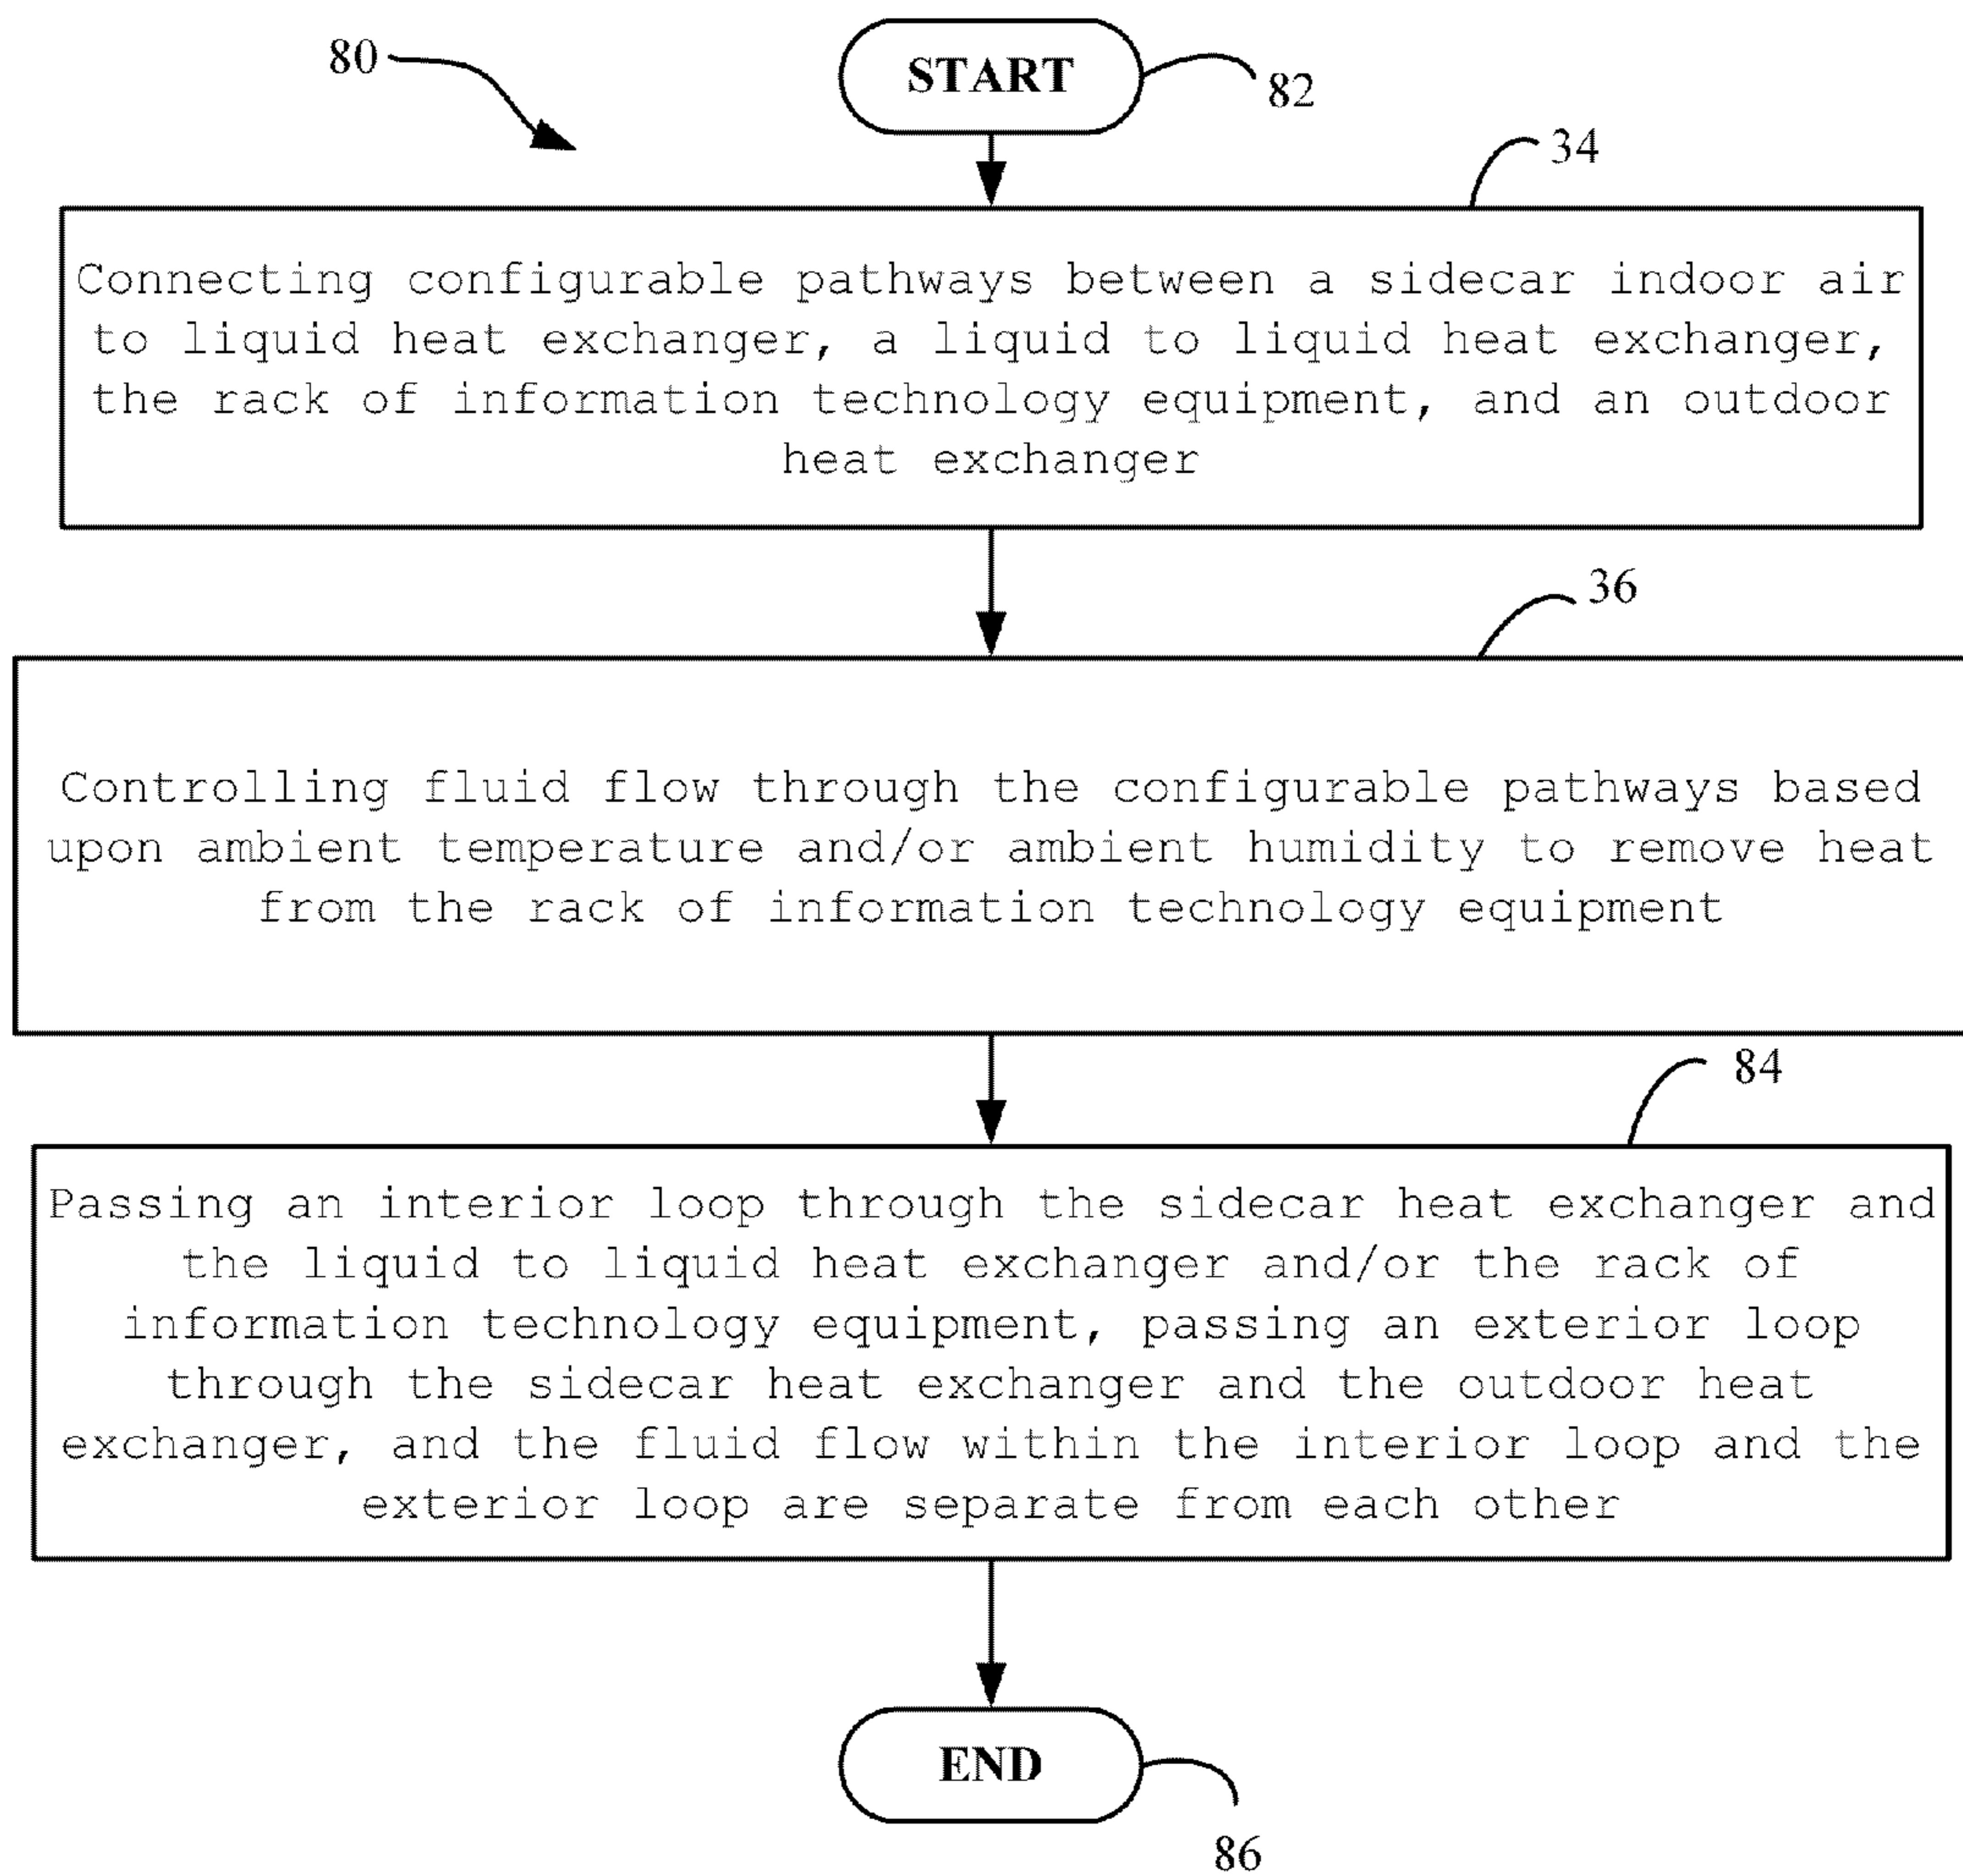 80
START
82
34
Connecting configurable pathways between a sidecar indoor air
to liquid heat exchanger, a liquid to liquid heat exchanger,
the rack of information technology equipment, and an outdoor
heat exchanger
36
Controlling fluid flow through the configurable pathways based
upon ambient temperature and/or ambient humidity to remove heat
from the rack of information technology equipment
84
Passing an interior loop through the sidecar heat exchanger and
the liquid to liquid heat exchanger and/or the rack of
information technology equipment, passing an exterior loop
through the sidecar heat exchanger and the outdoor heat
exchanger, and the fluid flow within the interior loop and the
exterior loop are separate from each other
END
86